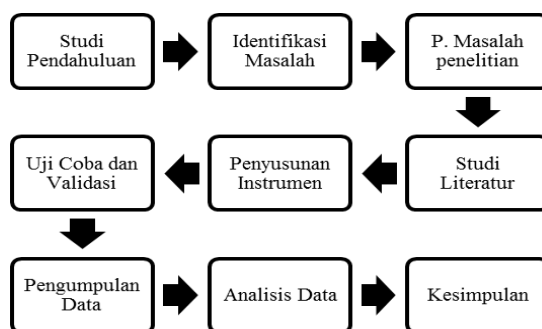 Studi
Pendahuluan
Identifikasi
Masalah
P. Masalah
penelitian
Studi
Literatur
Penyusunan
Instrumen
Uji Coba dan
Validasi
Pengumpulan
Data
Analisis Data
Kesimpulan